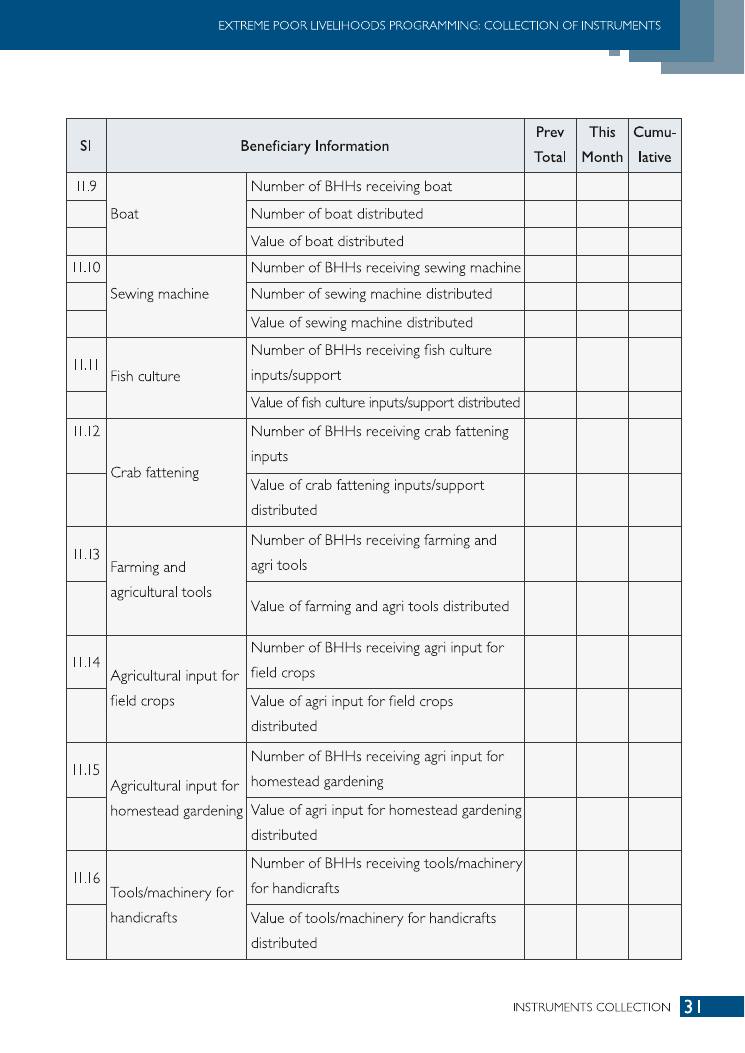 EXTREME POOR LIVELIHOODS PROGRAMMING: COLLECTION OF INSTRUMENTS
Sl Beneficiary Information Prev Total This Month Cumu-lative
11.9 Boat Number of BHHs receiving boat
Number of boat distributed
Value of boat distributed
11.10 Sewing machine Number of BHHs receiving sewing machine
Number of sewing machine distributed
Value of sewing machine distributed
11.11 Fish culture Number of BHHs receiving fish culture
inputs/support
Value of fish culture inputs/support distributed
11.12 Crab fattening Number of BHHs receiving crab fattening
inputs
Value of crab fattening inputs/support
distributed
11.13 Farming and
agricultural tools
Number of BHHs receiving farming and
agri tools
Value of farming and agri tools distributed
11.14 Agricultural input for
field crops
Number of BHHs receiving agri input for
field crops
Value of agri input for field crops
distributed
11.15 Agricultural input for
homestead gardening
Number of BHHs receiving agri input for
homestead gardening
Value of agri input for homestead gardening
distributed
11.16 Tools/machinery for
handicrafts
Number of BHHs receiving tools/machinery
for handicrafts
Value of tools/machinery for handicrafts
distributed
INSTRUMENTS COLLECTION 31